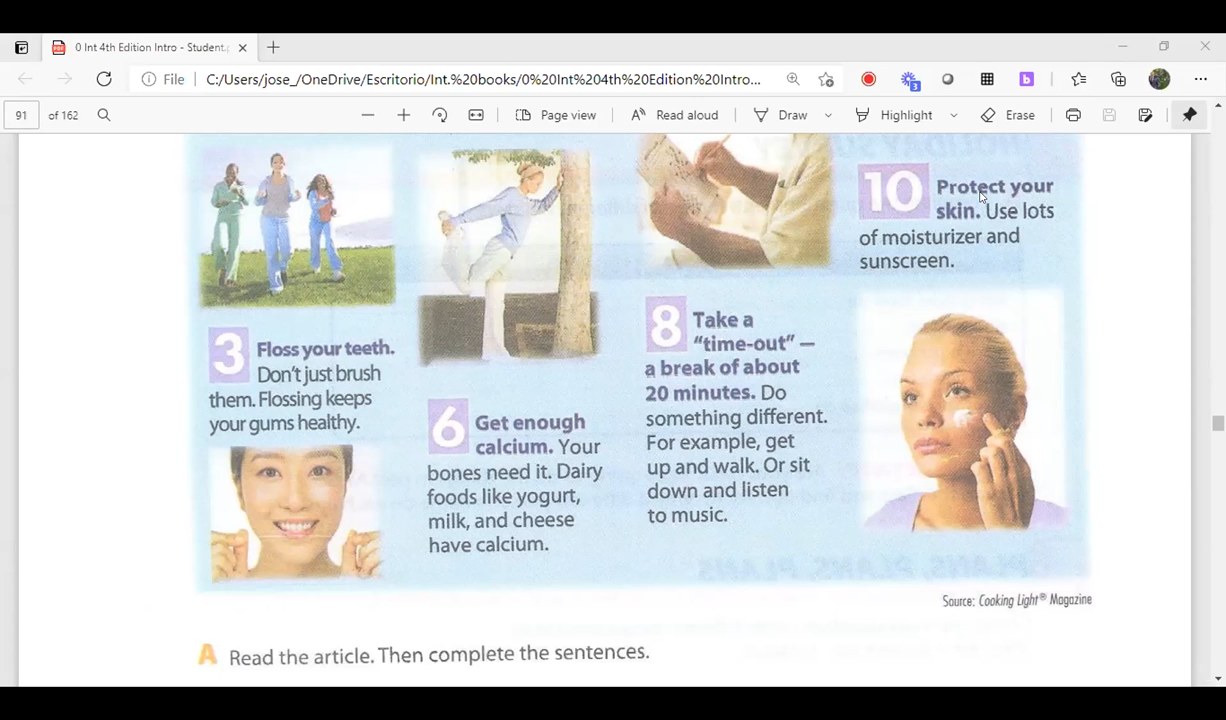 0 Int 4th Edition Intro - Student.
File
C:/Users/jose_/OneDrive/Escritorio/Int.%20books/0%20Int%204th%20Edition%20Intro...
3
b
91
of 162
Page view
Read aloud
Draw
Highlight
Erase
3 Floss your teeth.
Don't just brush
them. Flossing keeps
your gums healthy.
6 Get enough
calcium. Your
bones need it. Dairy
foods like yogurt,
milk, and cheese
have calcium.
8 Take a
"time-out" —
a break of about
20 minutes. Do
something different.
For example, get
up and walk. Or sit
down and listen
to music.
10 Protect your
skin. Use lots
of moisturizer and
sunscreen.
Source: Cooking Light® Magazine
A Read the article. Then complete the sentences.